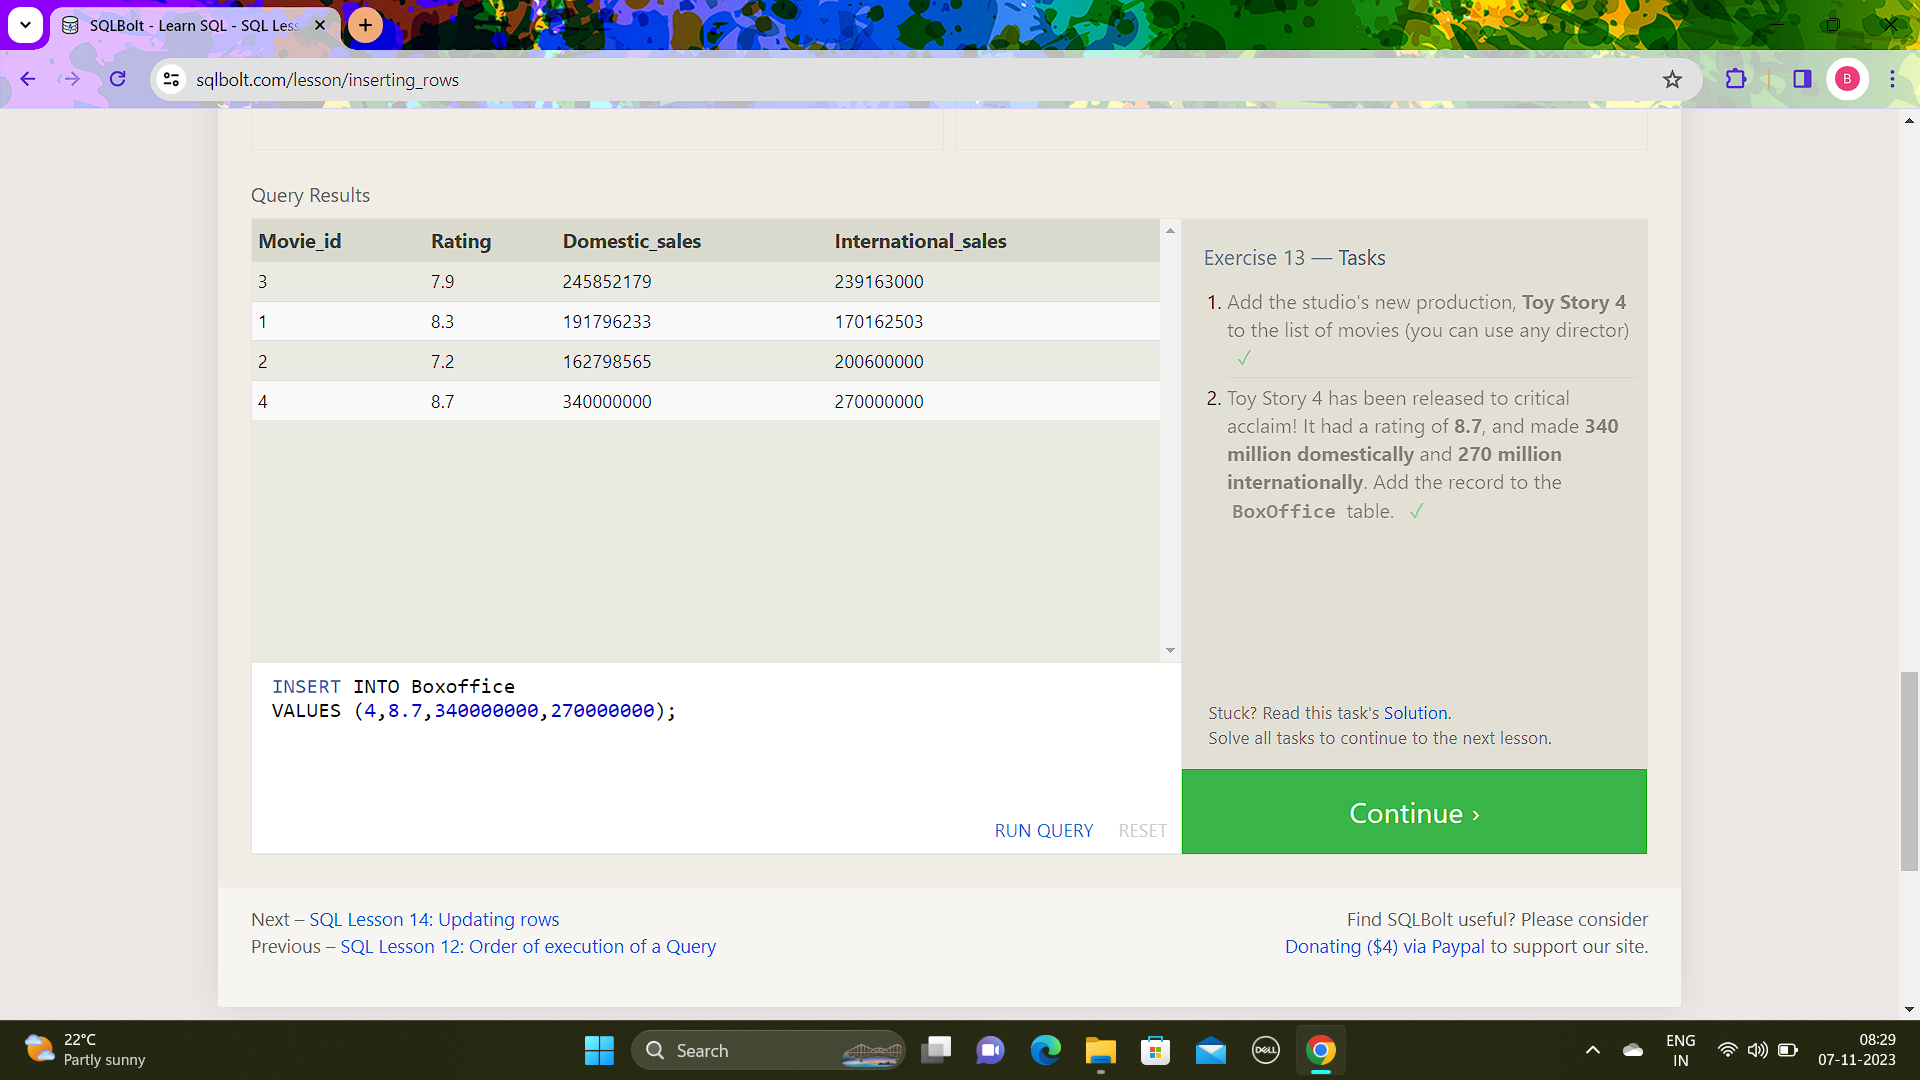 SQLBolt - Learn SQL - SQL Less
sqlbolt.com/lesson/inserting_rows
B
Query Results
Movie_id Rating Domestic_sales International_sales
3 7.9 245852179 239163000
1 8.3 191796233 170162503
2 7.2 162798565 200600000
4 8.7 340000000 270000000
Exercise 13 — Tasks
1. Add the studio's new production, Toy Story 4
to the list of movies (you can use any director)
✓
2. Toy Story 4 has been released to critical
acclaim! It had a rating of 8.7, and made 340
million domestically and 270 million
internationally. Add the record to the
BoxOffice table. ✓
INSERT INTO Boxoffice
VALUES (4,8.7,340000000,270000000);
RUN QUERY RESET
Stuck? Read this task's Solution.
Solve all tasks to continue to the next lesson.
Continue ›
Next – SQL Lesson 14: Updating rows
Previous – SQL Lesson 12: Order of execution of a Query
Find SQLBolt useful? Please consider
Donating ($4) via Paypal to support our site.
22°C
Partly sunny
Search
DELL
ENG
IN
08:29
07-11-2023